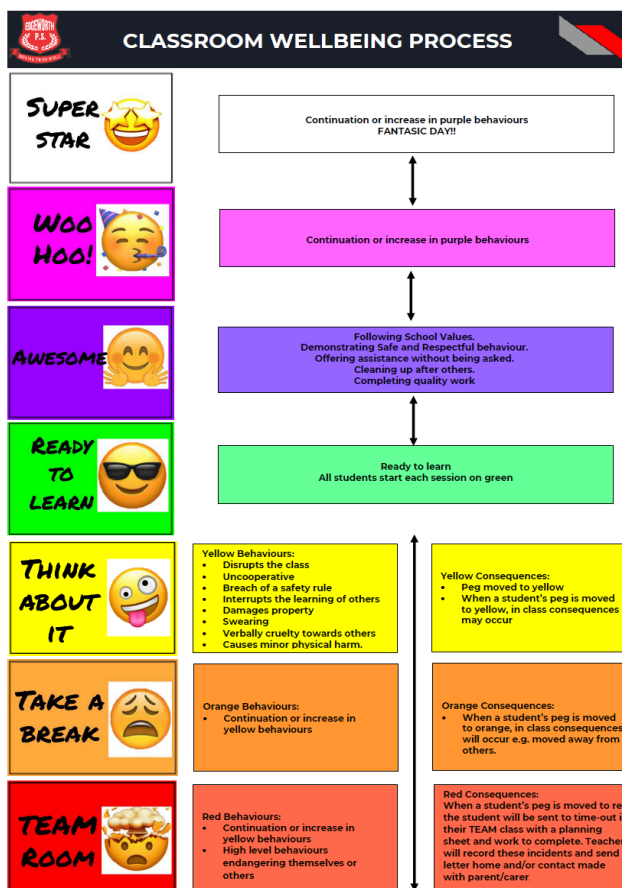 EDGEWORTH
P.S.
CLASSROOM WELLBEING PROCESS
SUPER
STAR
Continuation or increase in purple behaviours
FANTASIC DAY!!
WOO
HOO!
Continuation or increase in purple behaviours
AWESOME
Following School Values.
Demonstrating Safe and Respectful behaviour.
Offering assistance without being asked.
Cleaning up after others.
Completing quality work
READY
TO
LEARN
Ready to learn
All students start each session on green
THINK
ABOUT
IT
Yellow Behaviours:
• Disrupts the class
• Uncooperative
• Breach of a safety rule
• Interrupts the learning of others
• Damages property
• Swearing
• Verbally cruelty towards others
• Causes minor physical harm.
Yellow Consequences:
• Peg moved to yellow
• When a student's peg is moved
to yellow, in class consequences
may occur
TAKE A
BREAK
Orange Behaviours:
• Continuation or increase in
yellow behaviours
Orange Consequences:
• When a student's peg is moved
to orange, in class consequences
will occur e.g. moved away from
others.
TEAM
ROOM
Red Behaviours:
• Continuation or increase in
yellow behaviours
• High level behaviours
endangering themselves or
others
Red Consequences:
When a student's peg is moved to re
the student will be sent to time-out i
their TEAM class with a planning
sheet and work to complete. Teacher
will record these incidents and send
letter home and/or contact made
with parent/carer.